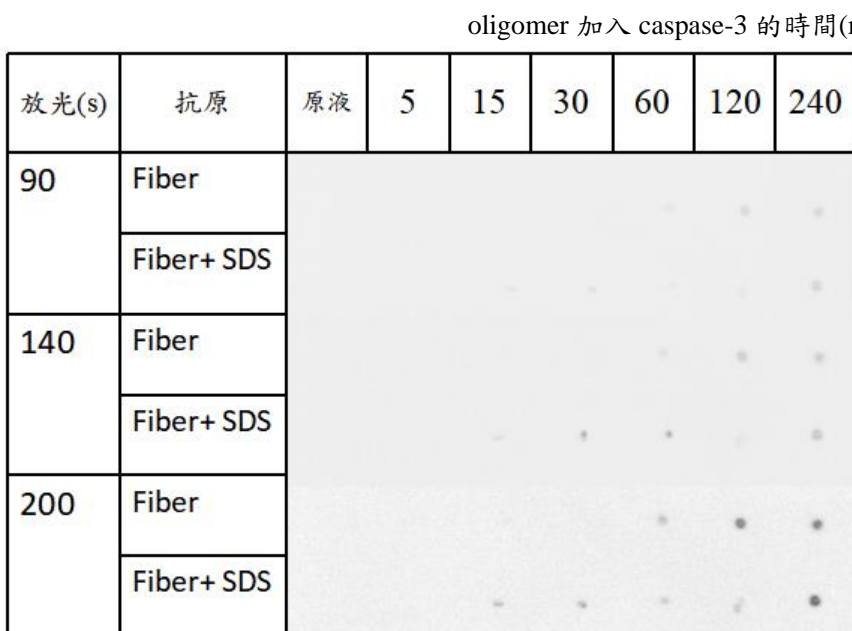 oligomer 加入 caspase-3 的時間(
放光(s) 抗原 原液 5 15 30 60 120 240
90 Fiber
Fiber+ SDS
140 Fiber
Fiber+ SDS
200 Fiber
Fiber+ SDS